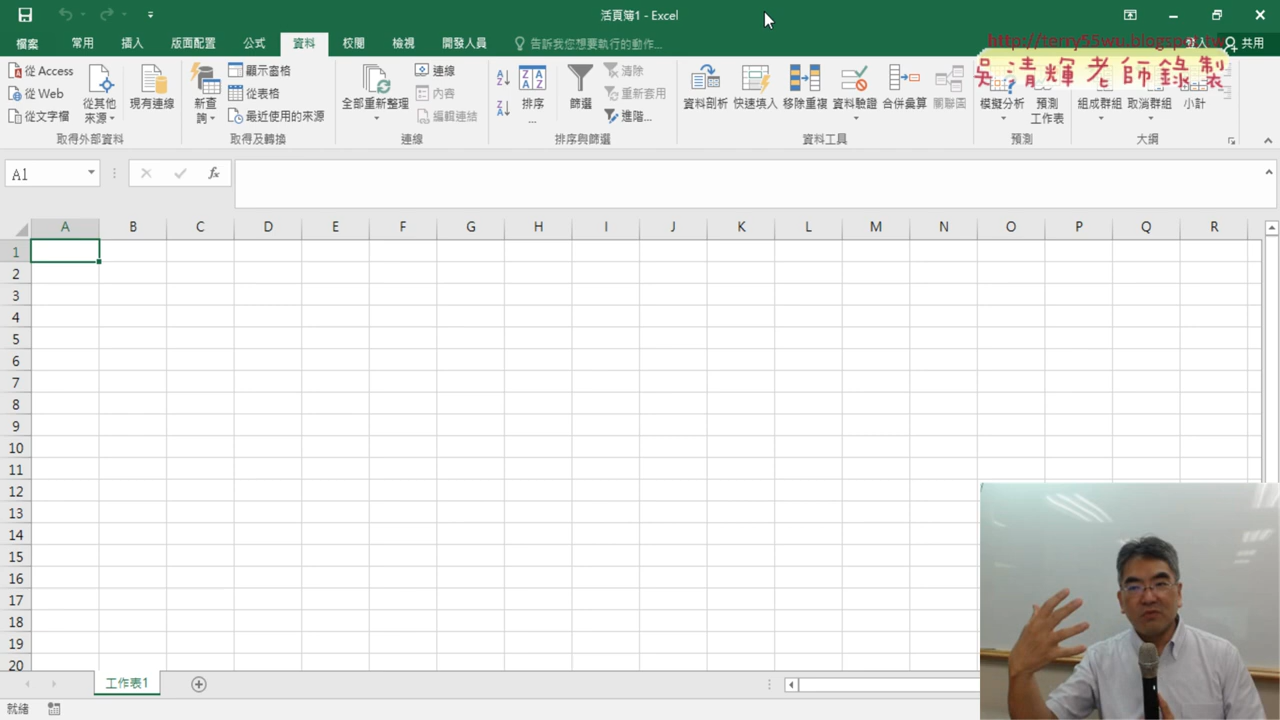 活頁簿1 - Excel
檔案 常用 插入 版面配置 公式 資料 校閱 檢視 開發人員 告訴我您想要執行的動作... 共用
http://terry55wu.blogspot.tw
吳清輝老師錄製
從 Access
從 Web
從文字檔
從其他來源
現有連線
取得外部資料
新查詢
顯示窗格
從表格
最近使用的來源
取得及轉換
全部重新整理
連線
內容
編輯連結
連線
排序
...
篩選
清除
重新套用
進階...
排序與篩選
資料剖析 快速填入 移除重複 資料驗證 合併彙算 關聯圖
資料工具
模擬分析 預測工作表
預測
組成群組 取消群組 小計
大綱
A1 fx
A B C D E F G H I J K L M N O P Q R
1
2
3
4
5
6
7
8
9
10
11
12
13
14
15
16
17
18
19
20
工作表1
就緒